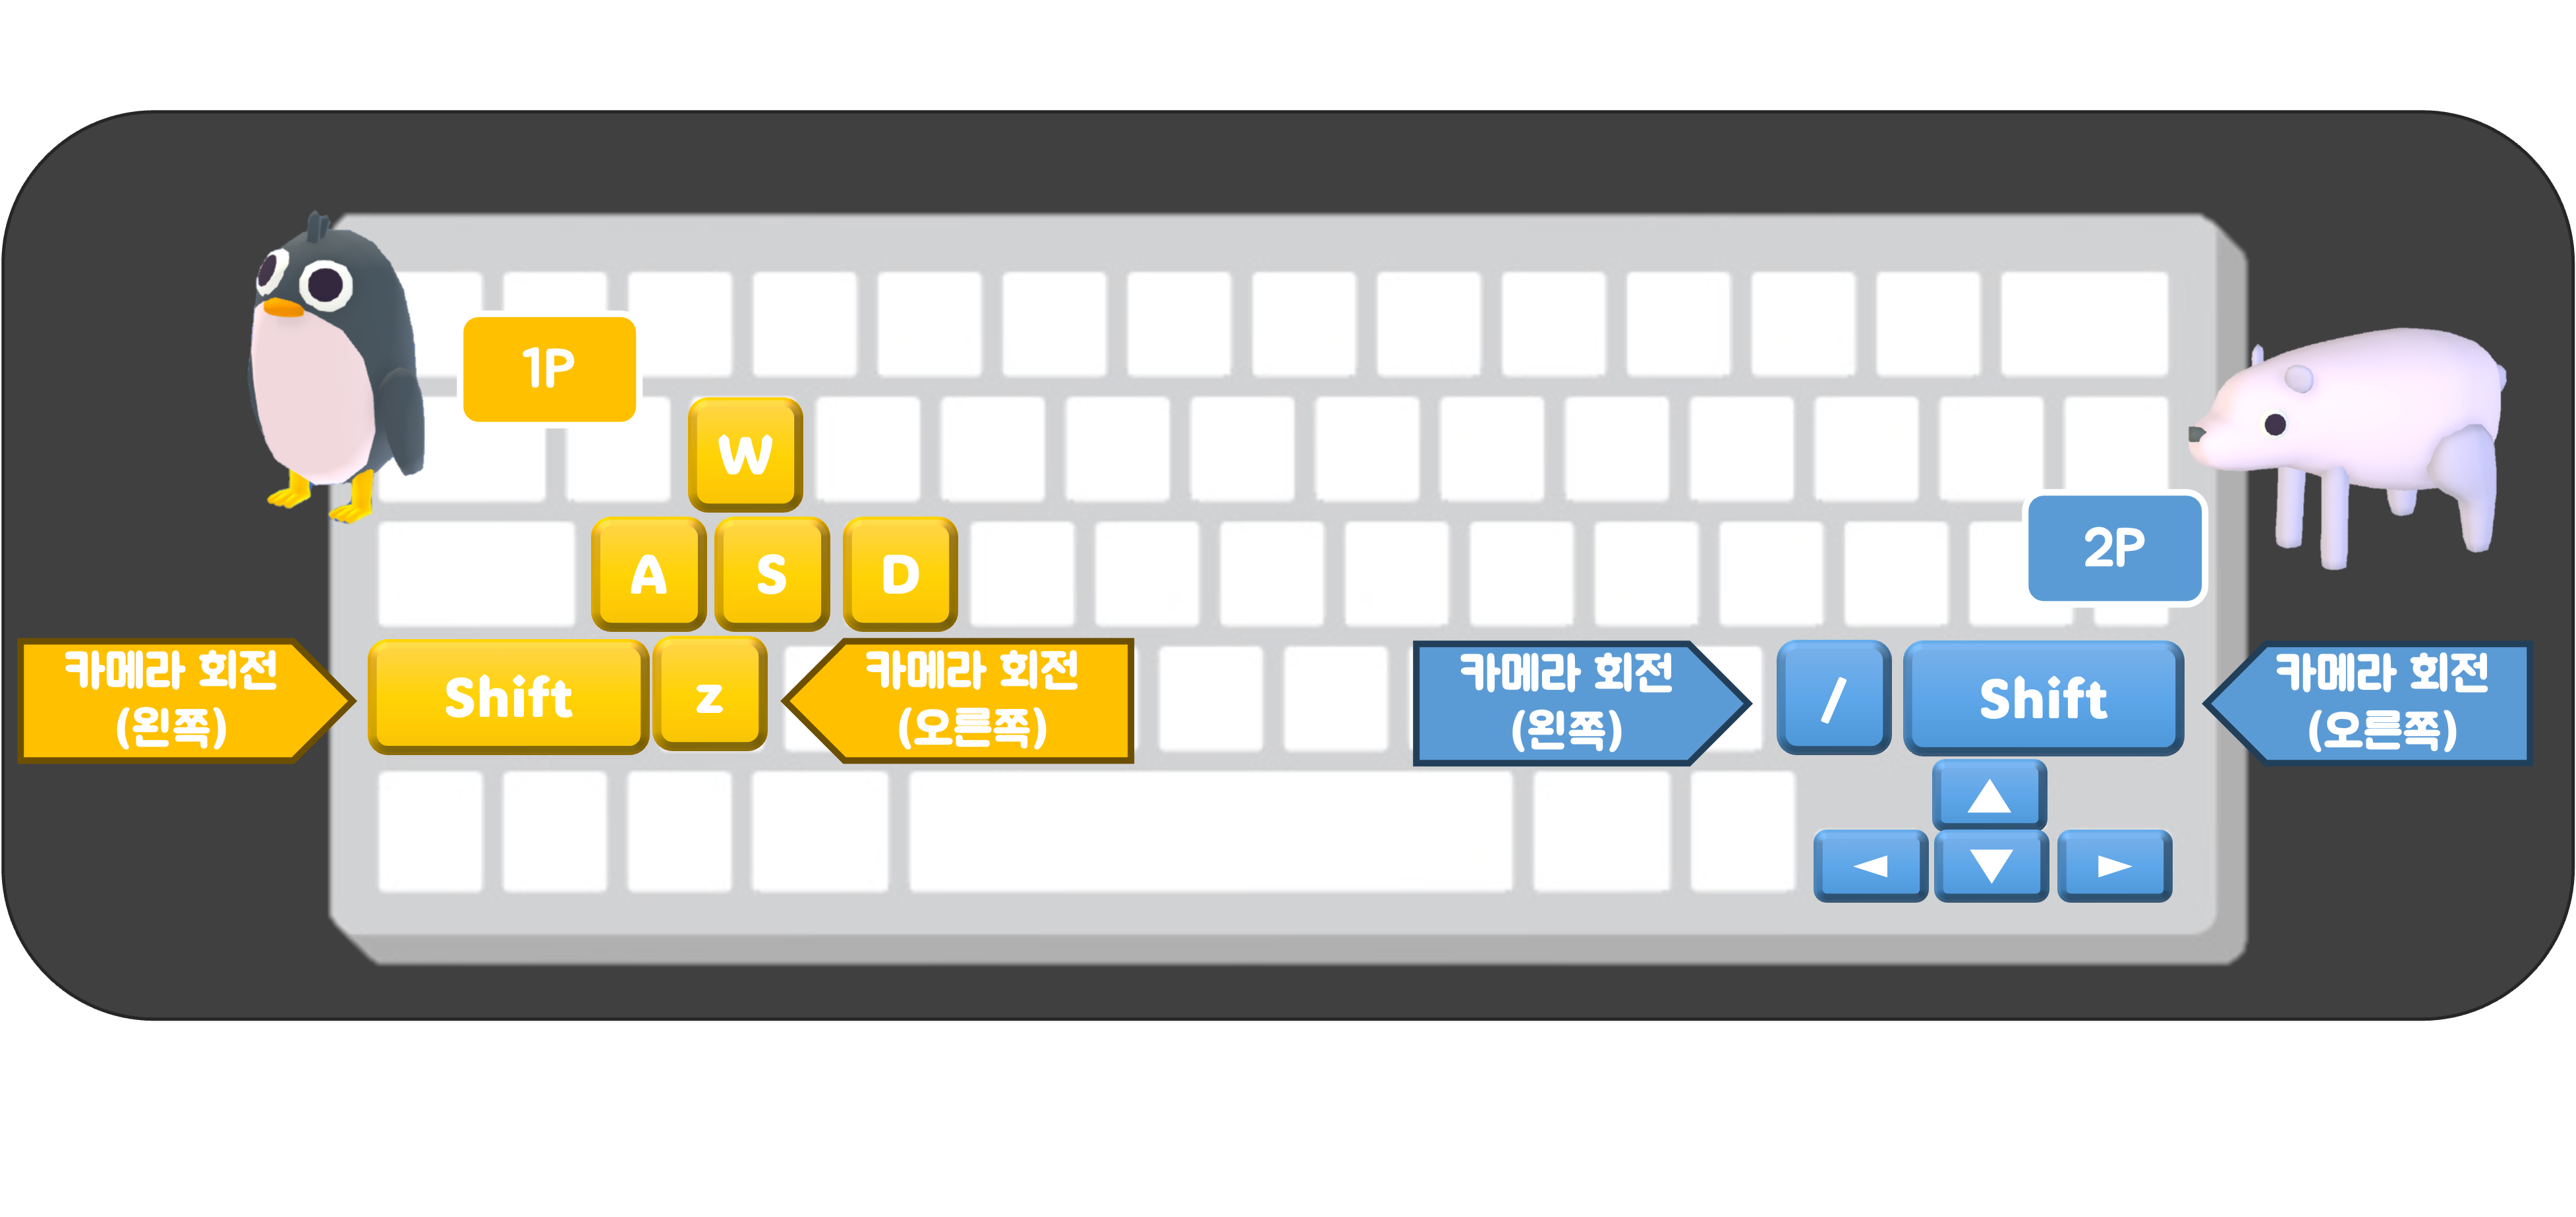 1P
W
2P
A S D
카메라 회전
(왼쪽)
Shift
z
카메라 회전
(오른쪽)
카메라 회전
(왼쪽)
/
Shift
카메라 회전
(오른쪽)